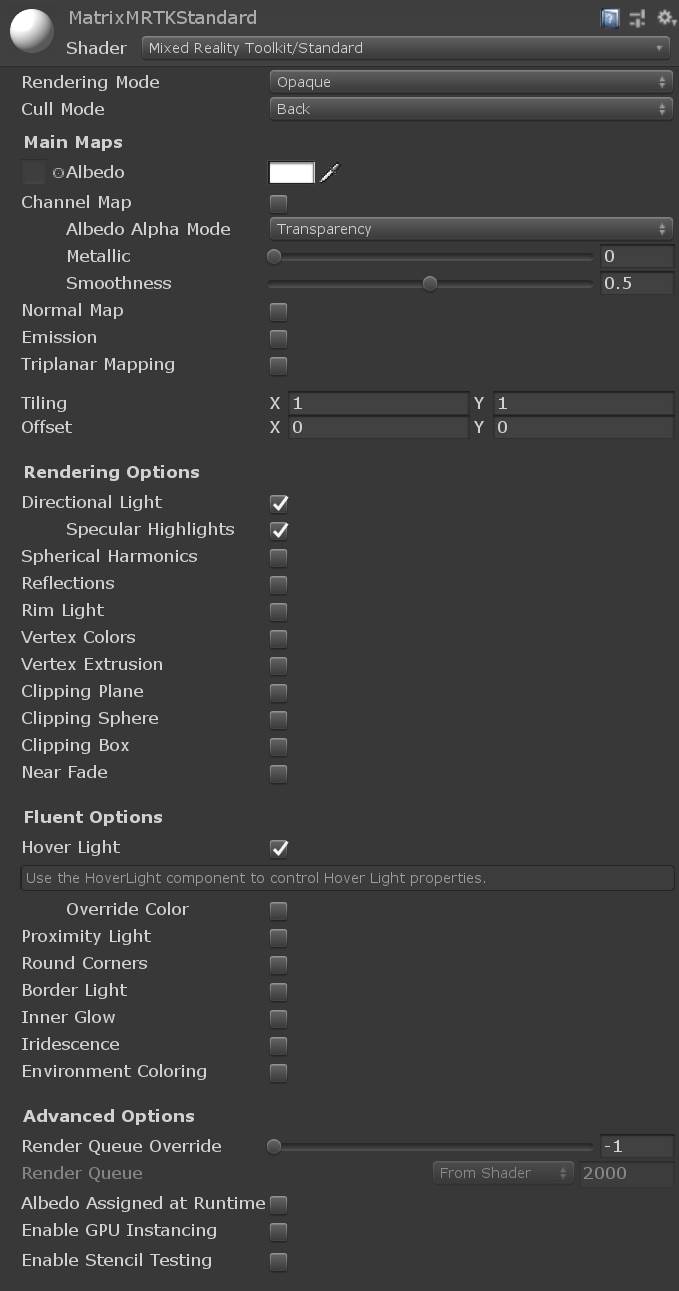 MatrixMRTKStandard
Shader Mixed Reality Toolkit/Standard
Rendering Mode Opaque
Cull Mode Back
Main Maps
Albedo
Channel Map
Albedo Alpha Mode Transparency
Metallic 0
Smoothness 0.5
Normal Map
Emission
Triplanar Mapping
Tiling X 1 Y 1
Offset X 0 Y 0
Rendering Options
Directional Light
Specular Highlights
Spherical Harmonics
Reflections
Rim Light
Vertex Colors
Vertex Extrusion
Clipping Plane
Clipping Sphere
Clipping Box
Near Fade
Fluent Options
Hover Light
Use the HoverLight component to control Hover Light properties.
Override Color
Proximity Light
Round Corners
Border Light
Inner Glow
Iridescence
Environment Coloring
Advanced Options
Render Queue Override -1
Render Queue From Shader 2000
Albedo Assigned at Runtime
Enable GPU Instancing
Enable Stencil Testing